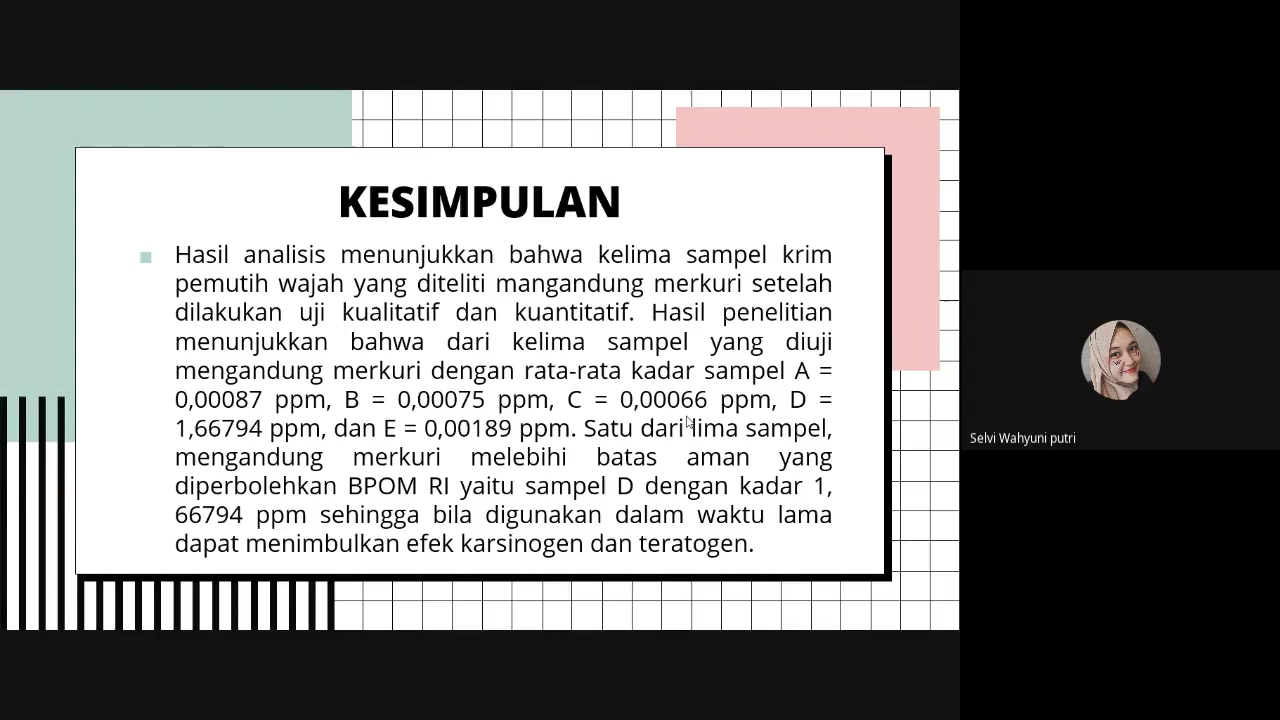 KESIMPULAN
Hasil analisis menunjukkan bahwa kelima sampel krim
pemutih wajah yang diteliti mangandung merkuri setelah
dilakukan uji kualitatif dan kuantitatif. Hasil penelitian
menunjukkan bahwa dari kelima sampel yang diuji
mengandung merkuri dengan rata-rata kadar sampel A =
0,00087 ppm, B = 0,00075 ppm, C = 0,00066 ppm, D =
1,66794 ppm, dan E = 0,00189 ppm. Satu dari lima sampel,
mengandung merkuri melebihi batas aman yang
diperbolehkan BPOM RI yaitu sampel D dengan kadar 1,
66794 ppm sehingga bila digunakan dalam waktu lama
dapat menimbulkan efek karsinogen dan teratogen.
Selvi Wahyuni putri